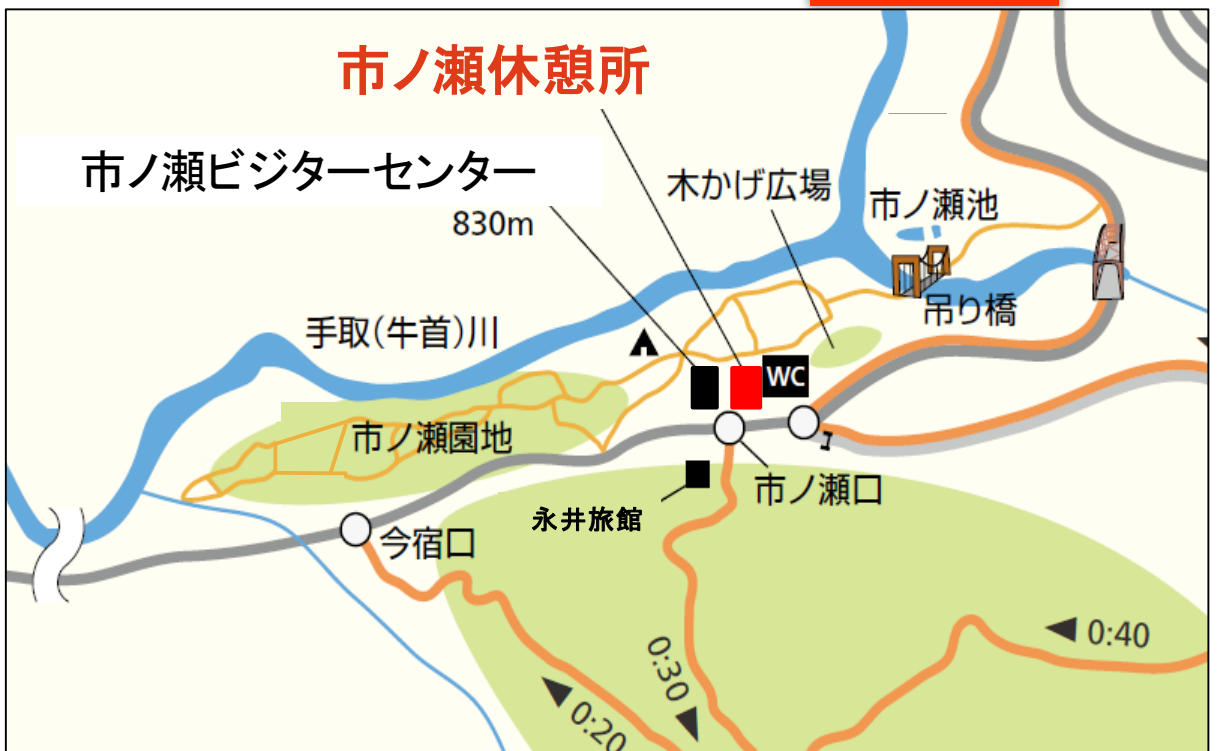 市ノ瀬休憩所
市ノ瀬ビジターセンター
830m
木かげ広場
市ノ瀬池
吊り橋
手取(牛首)川
WC
市ノ瀬園地
市ノ瀬口
永井旅館
今宿口
0:40
0:30
0:20